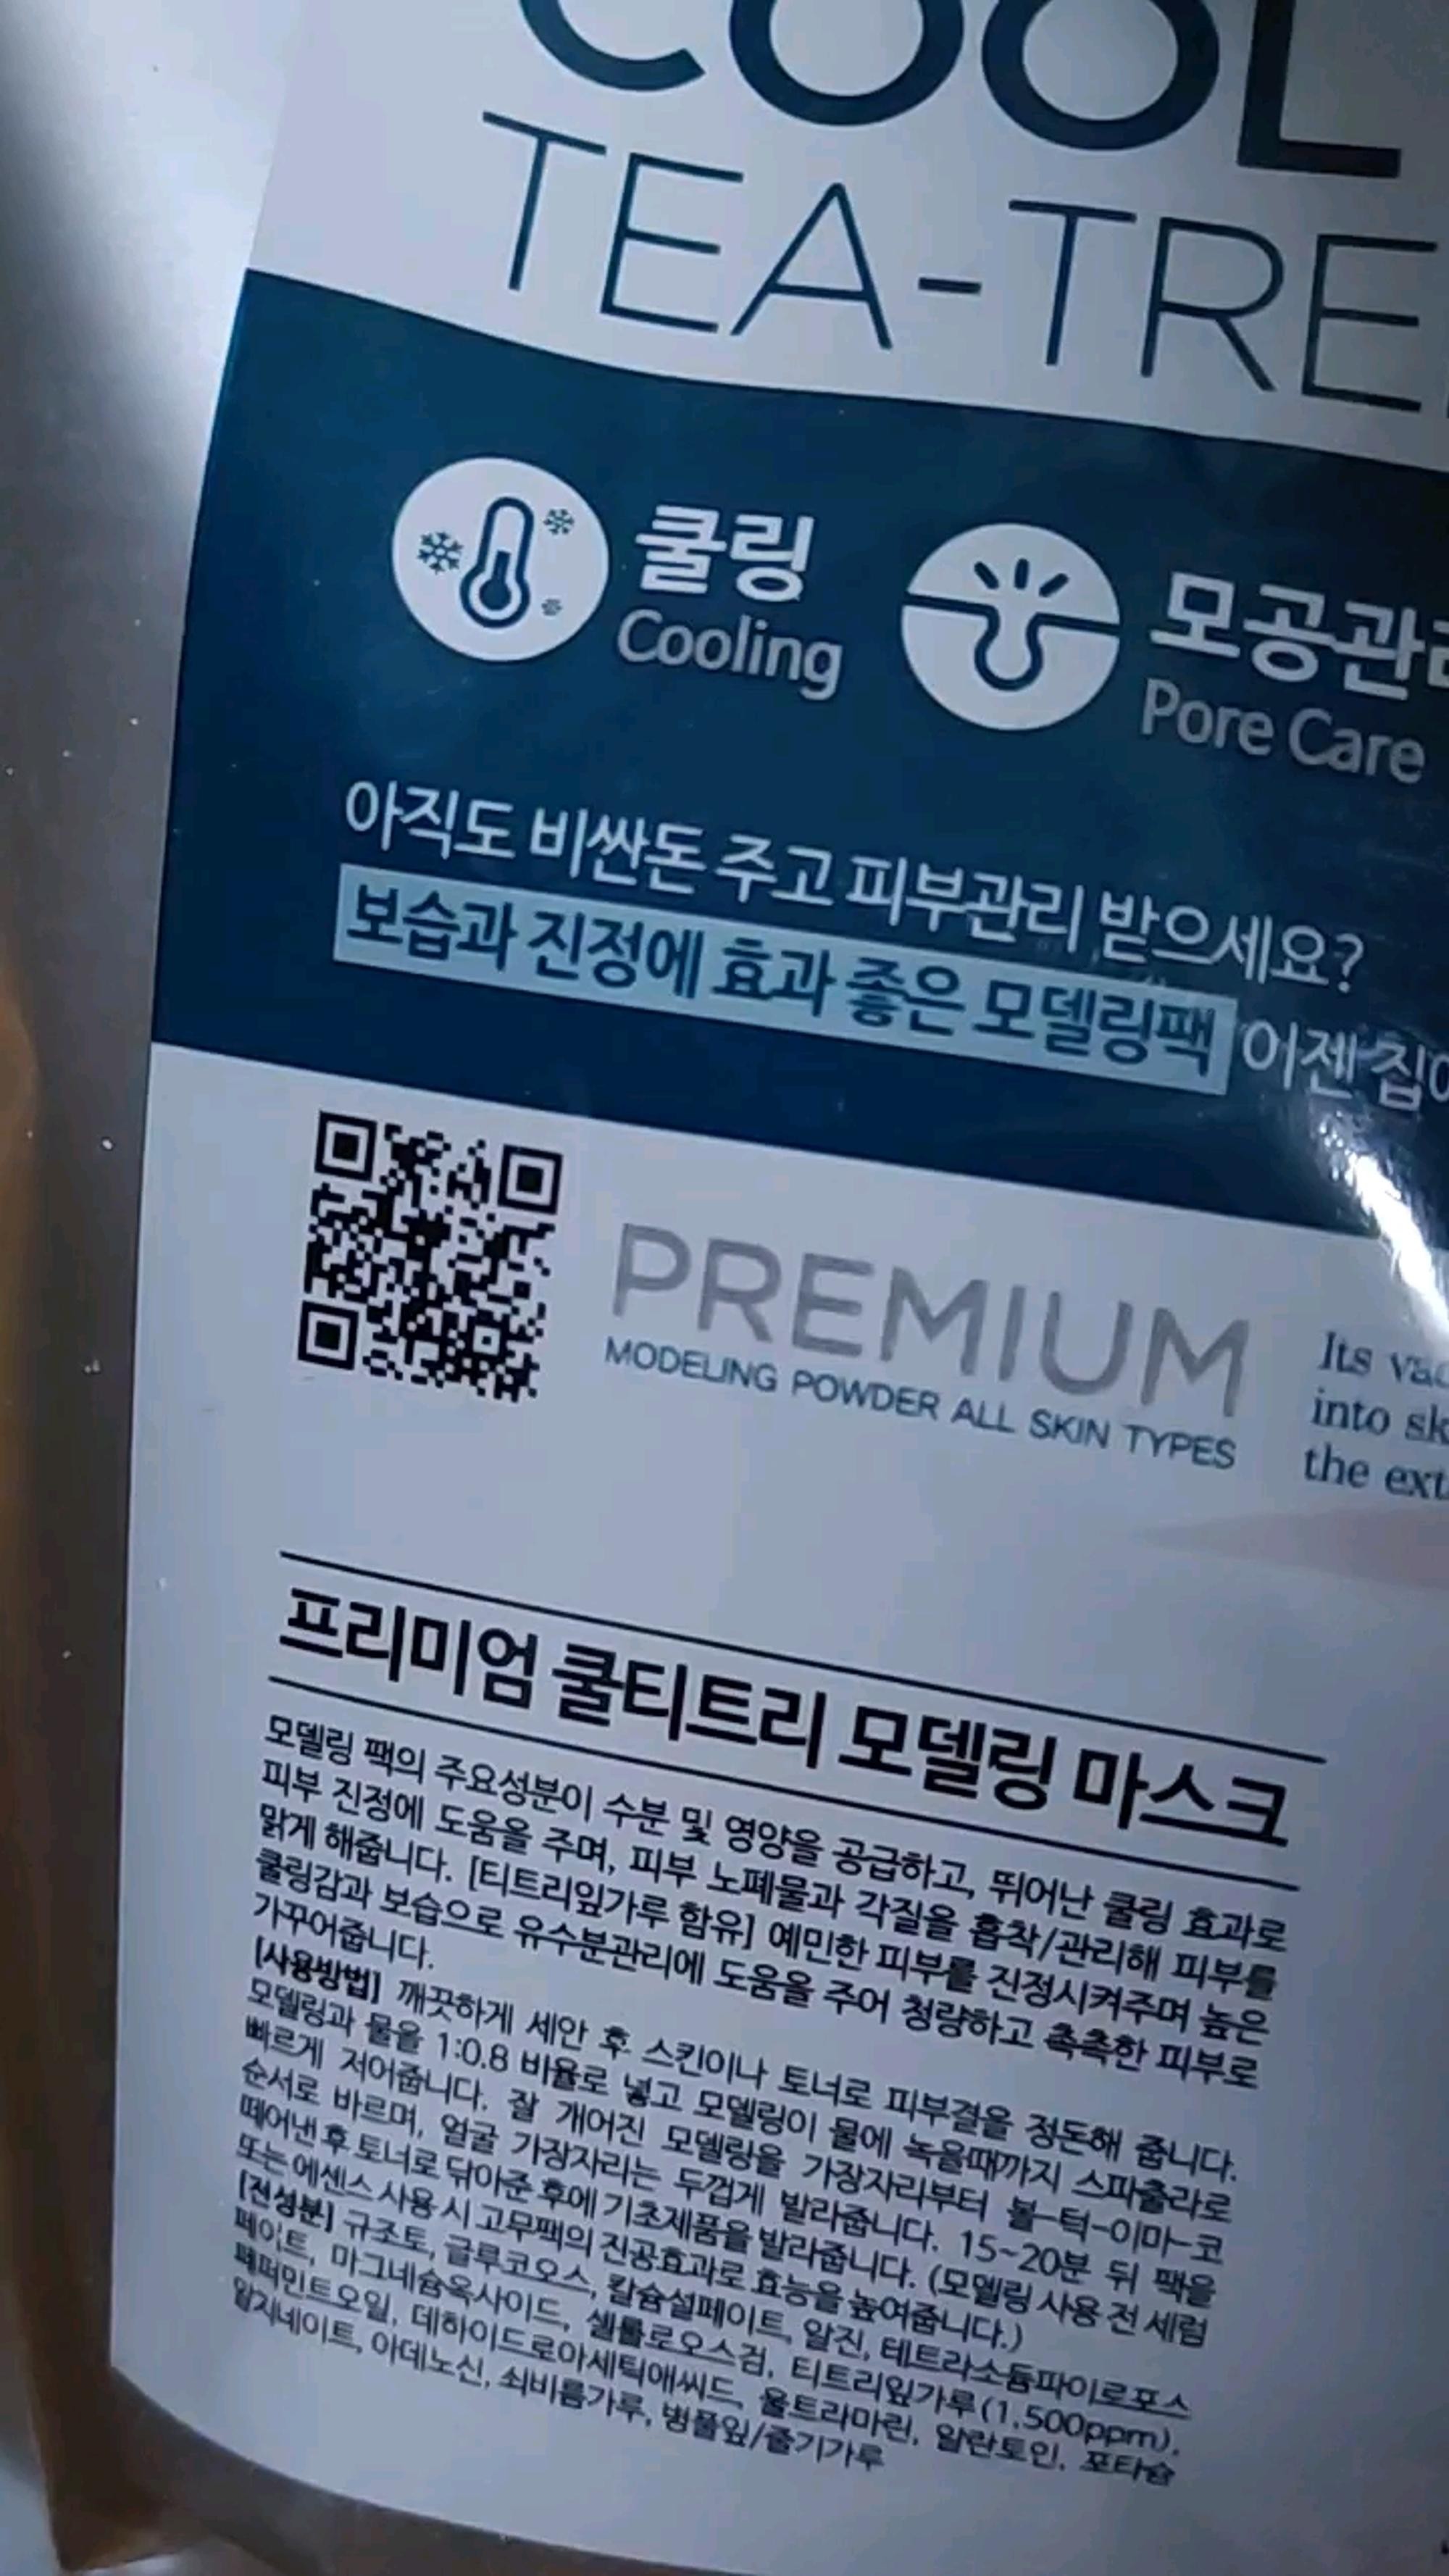 COOL
TEA-TRE
쿨링
Cooling
모공관리
Pore Care
아직도 비싼돈 주고 피부관리 받으세요?
보습과 진정에 효과 좋은 모델링팩 이젠 집에
PREMIUM
MODELING POWDER ALL SKIN TYPES
Its vac
into sk
the ext
프리미엄 쿨티트리 모델링 마스크
모델링 팩의 주요성분이 수분 및 영양을 공급하고, 뛰어난 쿨링 효과로
피부 진정에 도움을 주며, 피부 노폐물과 각질을 흡착/관리해 피부를
맑게 해줍니다. [티트리잎가루 함유] 예민한 피부를 진정시켜주며 높은
쿨링감과 보습으로 유수분관리에 도움을 주어 청량하고 촉촉한 피부로
가꾸어줍니다.
[사용방법] 깨끗하게 세안 후 스킨이나 토너로 피부결을 정돈해 줍니다.
모델링과 물을 1:0.8 비율로 넣고 모델링이 물에 녹을때까지 스파츌라로
빠르게 저어줍니다. 잘 개어진 모델링을 가장자리부터 볼-턱-이마-코
순서로 바르며, 얼굴 가장자리는 두껍게 발라줍니다. 15~20분 뒤 팩을
떼어낸 후 토너로 닦아준 후에 기초제품을 발라줍니다. (모델링 사용 전 세럼
또는 에센스 사용 시 고무팩의 진공효과로 효능을 높여줍니다.)
[전성분] 규조토, 글루코오스, 칼슘설페이트, 알진, 테트라소듐파이로포스
페이트, 마그네슘옥사이드, 셀룰로오스검, 티트리잎가루(1,500ppm),
페퍼민트오일, 데하이드로아세틱애씨드, 울트라마린, 알란토인, 포타슘
알지네이트, 아데노신, 쇠비름가루, 병풀잎/줄기가루